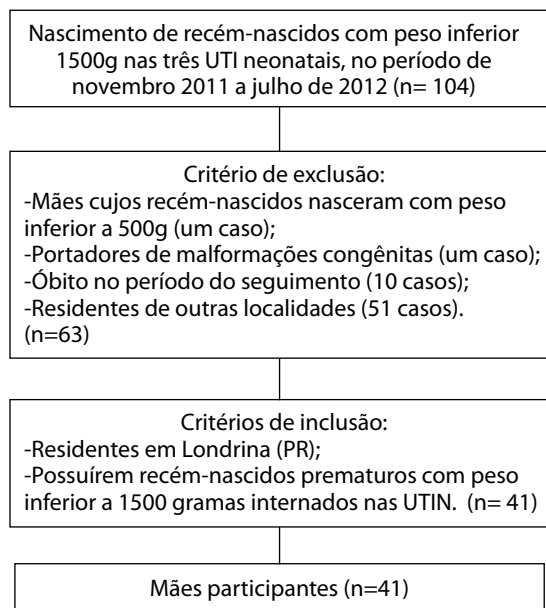 Nascimento de recém-nascidos com peso inferior
1500g nas três UTI neonatais, no período de
novembro 2011 a julho de 2012 (n= 104)
Critério de exclusão:
-Mães cujos recém-nascidos nasceram com peso
inferior a 500g (um caso);
-Portadores de malformações congênitas (um caso);
-Óbito no período do seguimento (10 casos);
-Residentes de outras localidades (51 casos).
(n=63)
Critérios de inclusão:
-Residentes em Londrina (PR);
-Possuírem recém-nascidos prematuros com peso
inferior a 1500 gramas internados nas UTIN. (n= 41)
Mães participantes (n=41)